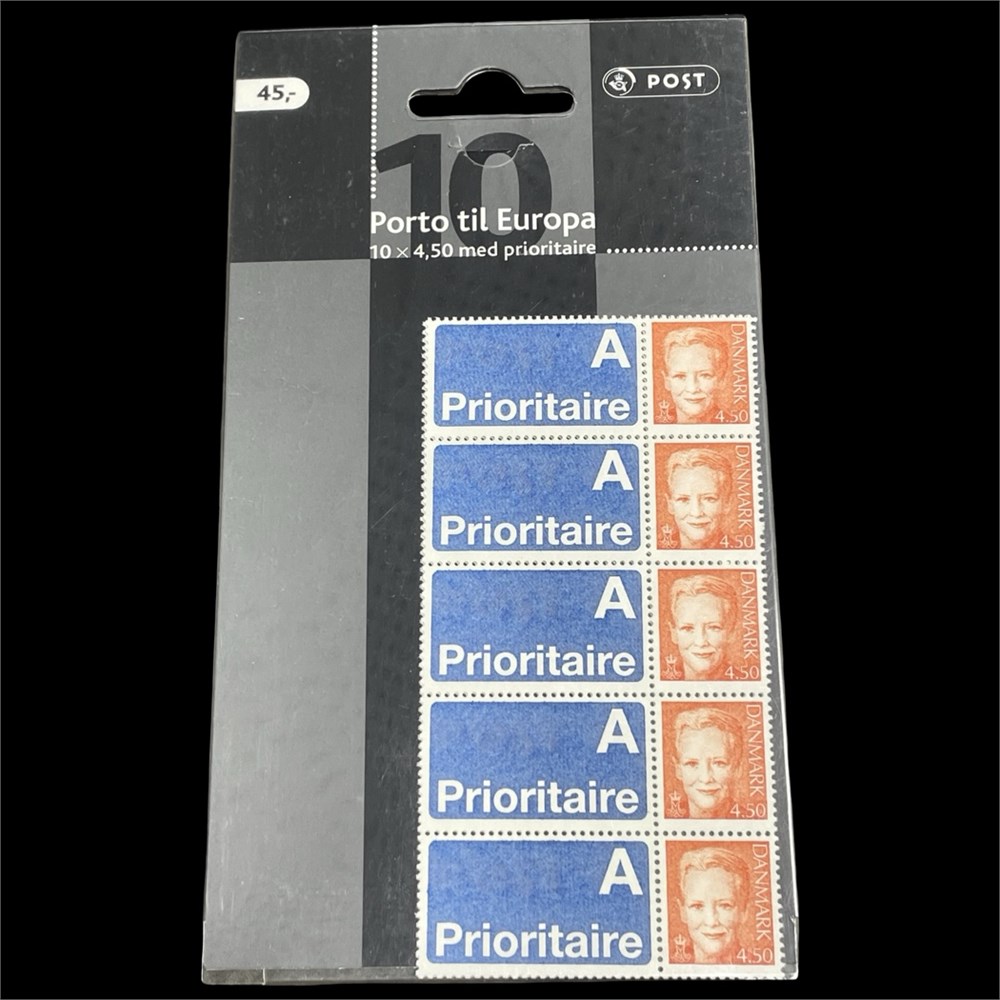 45,-
POST
10
Porto til Europa
10 × 4,50 med prioritaire
A
Prioritaire
DANMARK
4.50
A
Prioritaire
DANMARK
4.50
A
Prioritaire
DANMARK
4.50
A
Prioritaire
DANMARK
4.50
A
Prioritaire
DANMARK
4.50